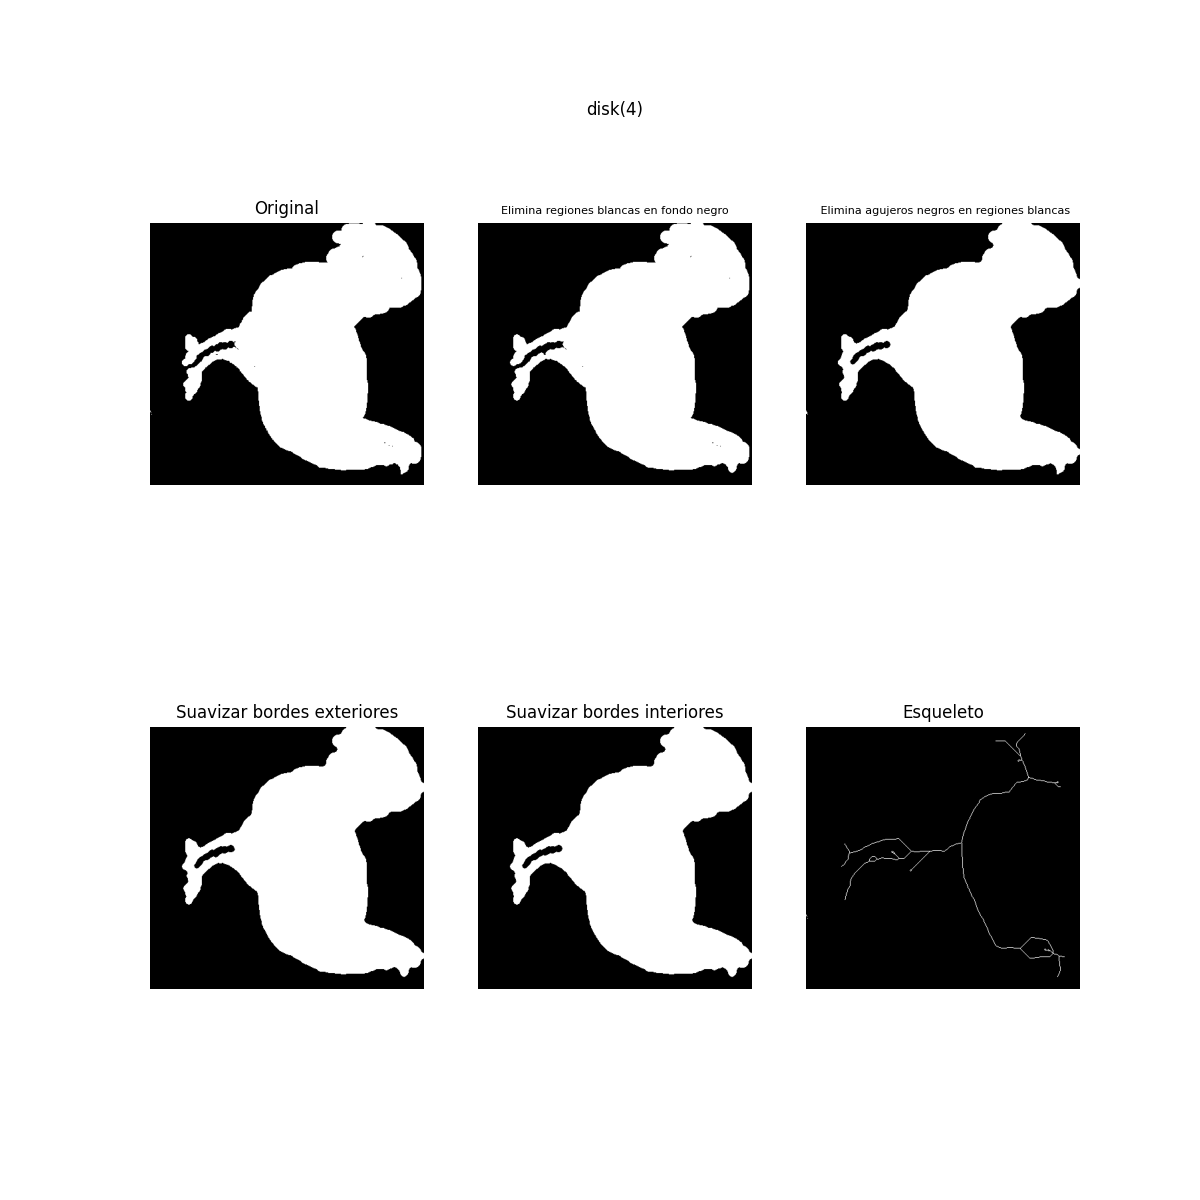 disk(4)
Original
Elimina regiones blancas en fondo negro
Elimina agujeros negros en regiones blancas
Suavizar bordes exteriores
Suavizar bordes interiores
Esqueleto